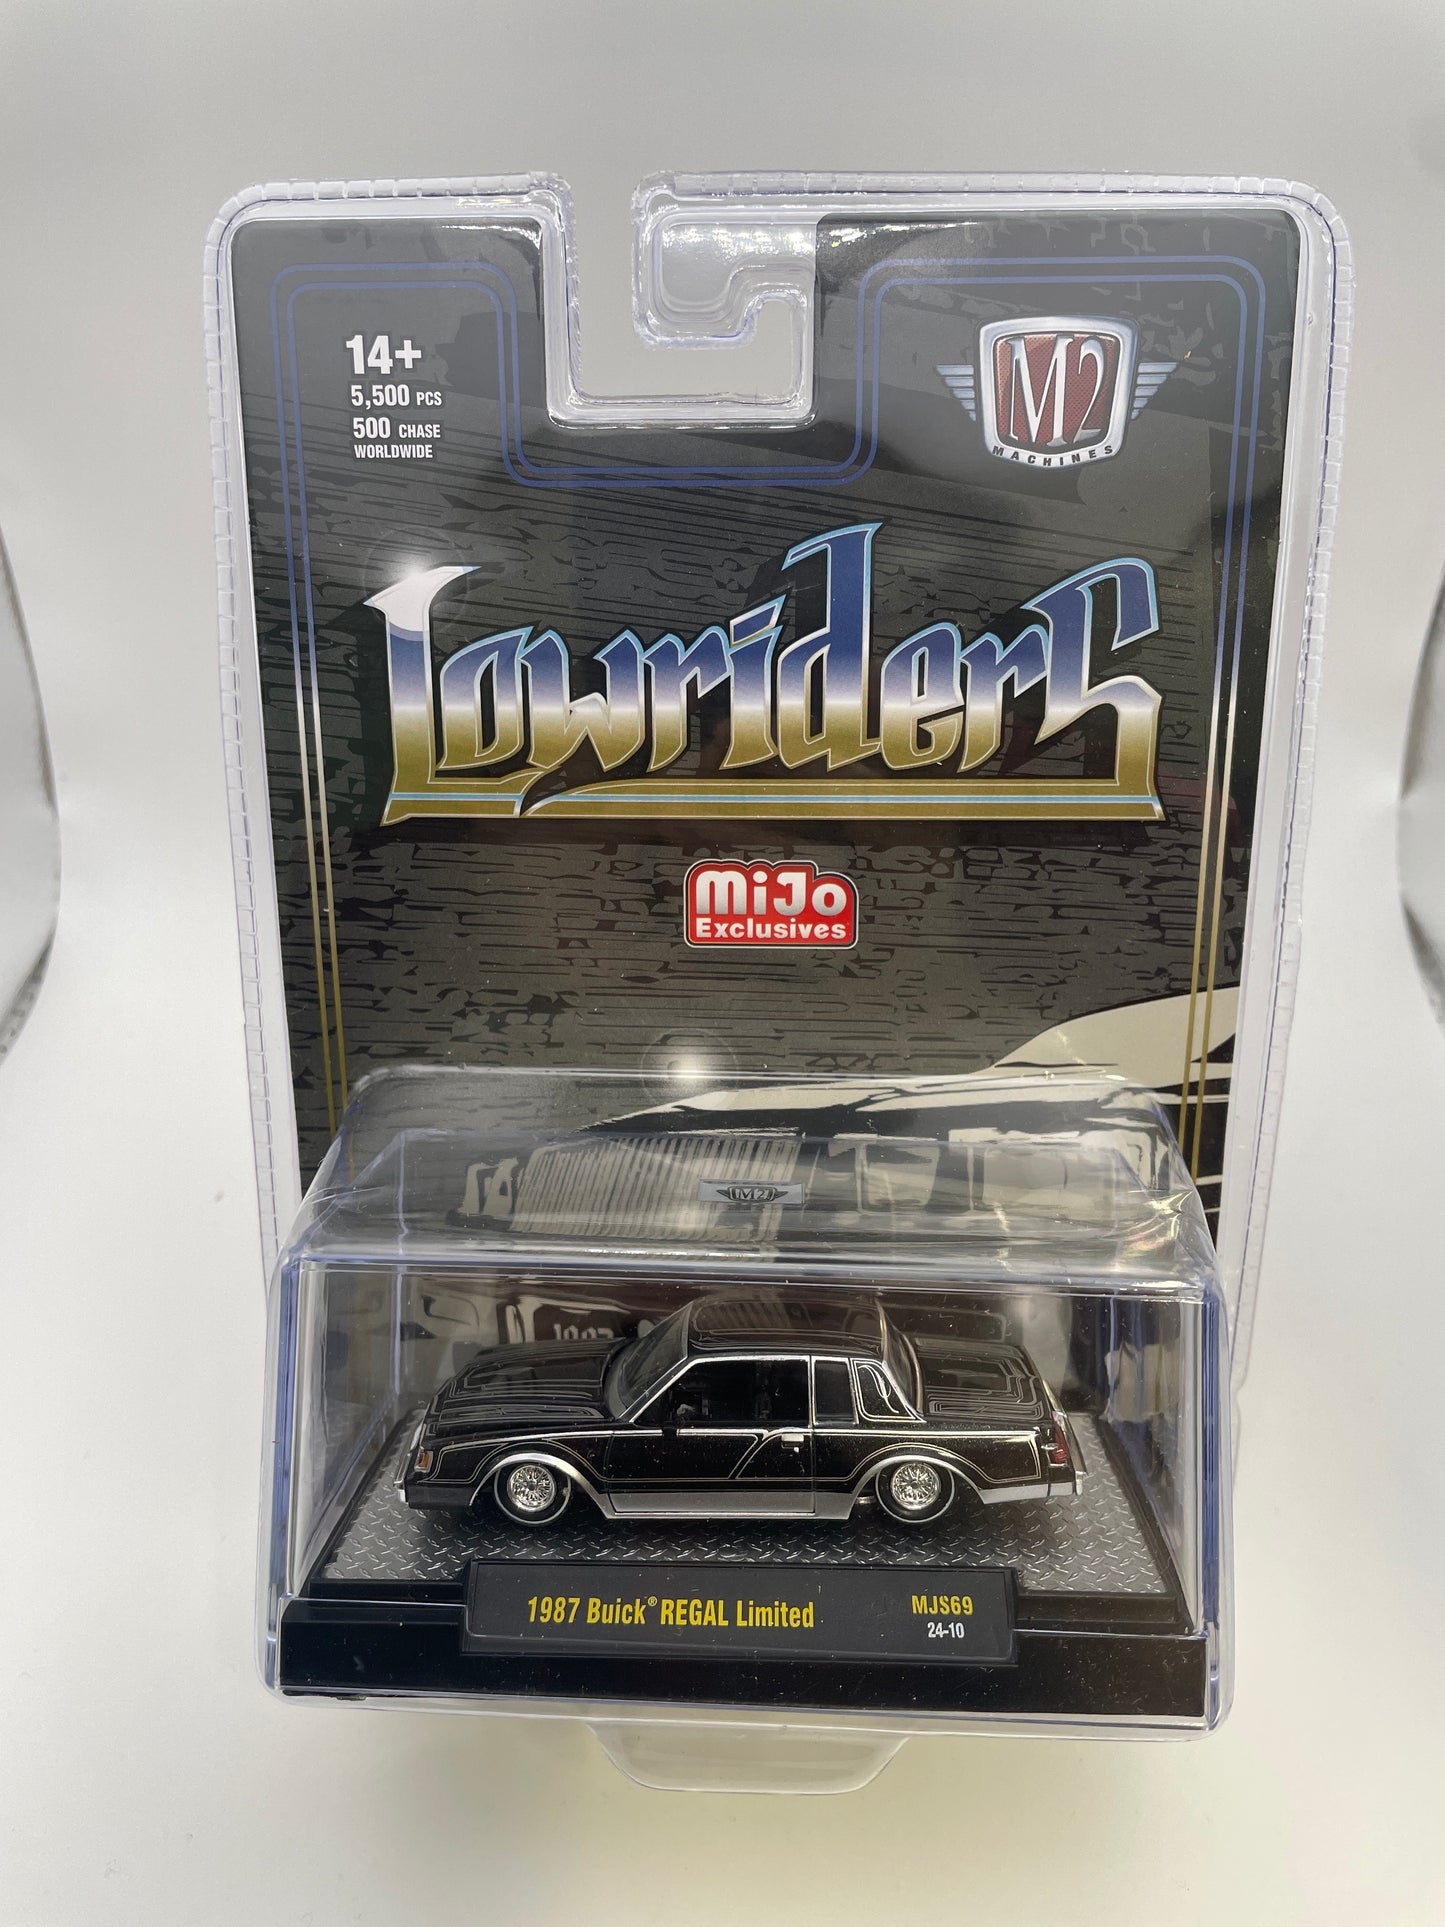 14+
5,500 PCS
500 CHASE
WORLDWIDE
M2
MACHINES
Lowriders
MiJo
Exclusives
M2
1987 Buick® REGAL Limited
MJS69
24-10